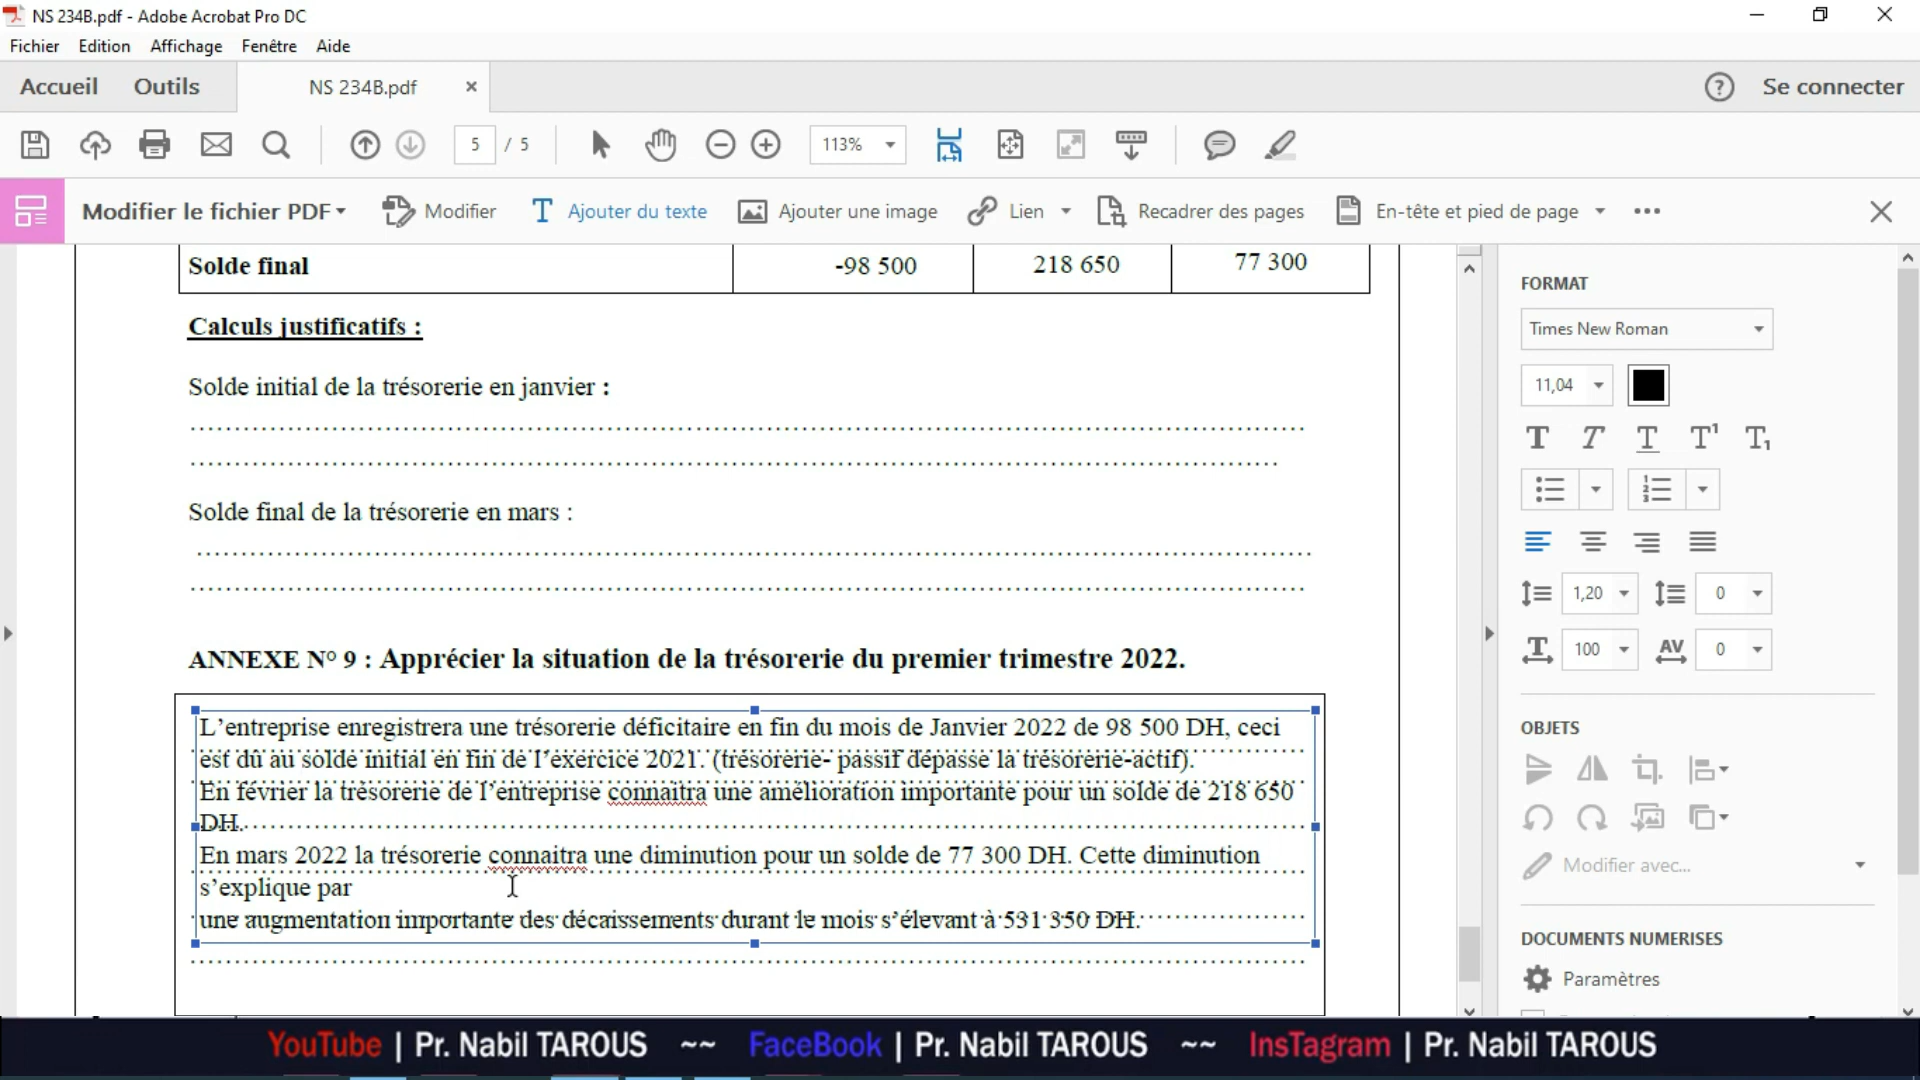 NS 234B.pdf - Adobe Acrobat Pro DC
Fichier Edition Affichage Fenêtre Aide
Accueil Outils NS 234B.pdf × Se connecter
5 / 5 113%
Modifier le fichier PDF Modifier Ajouter du texte Ajouter une image Lien Recadrer des pages En-tête et pied de page
Solde final -98 500 218 650 77 300
Calculs justificatifs :
Solde initial de la trésorerie en janvier :
Solde final de la trésorerie en mars :
ANNEXE N° 9 : Apprécier la situation de la trésorerie du premier trimestre 2022.
L’entreprise enregistrera une trésorerie déficitaire en fin du mois de Janvier 2022 de 98 500 DH, ceci
est dû au solde initial en fin de l’exercice 2021. (trésorerie- passif dépasse la trésorerie-actif).
En février la trèsorerie de l’entreprise connaitra une amélioration importante pour un solde de 218 650
DH.
En mars 2022 la trésorerie connaitra une diminution pour un solde de 77 300 DH. Cette diminution
s’explique par
une augmentation importante des décaissements durant le mois s’élevant à 531 350 DH.
FORMAT
Times New Roman
11,04
1,20 0
100 0
OBJETS
Modifier avec...
DOCUMENTS NUMERISES
Paramètres
YouTube | Pr. Nabil TAROUS ~~ FaceBook | Pr. Nabil TAROUS ~~ InsTagram | Pr. Nabil TAROUS